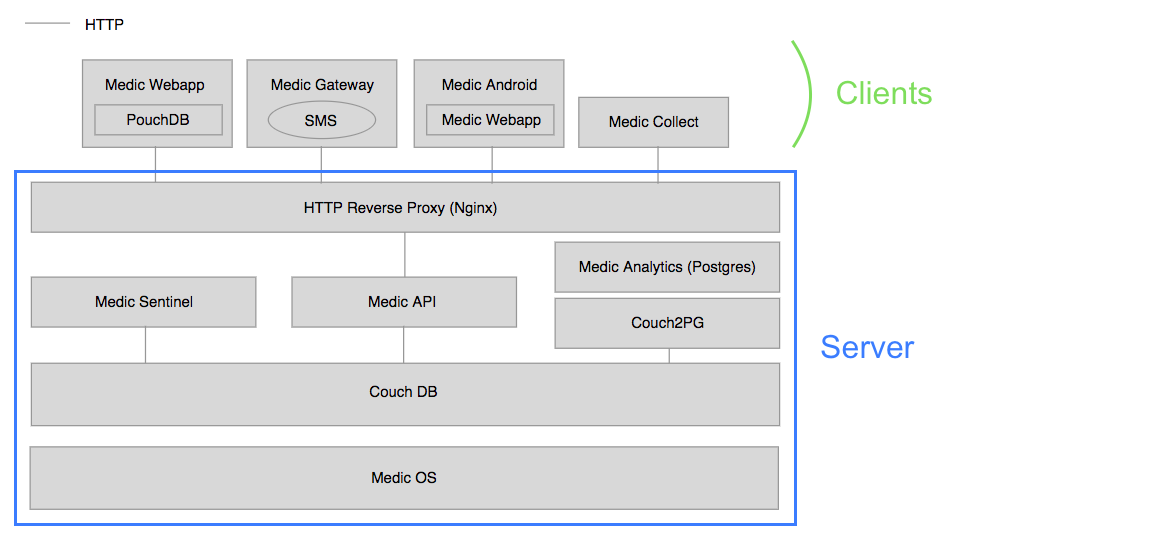 HTTP
Medic Webapp
PouchDB
Medic Gateway
SMS
Medic Android
Medic Webapp
Medic Collect
Clients
HTTP Reverse Proxy (Nginx)
Medic Analytics (Postgres)
Medic Sentinel
Medic API
Couch2PG
Server
Couch DB
Medic OS